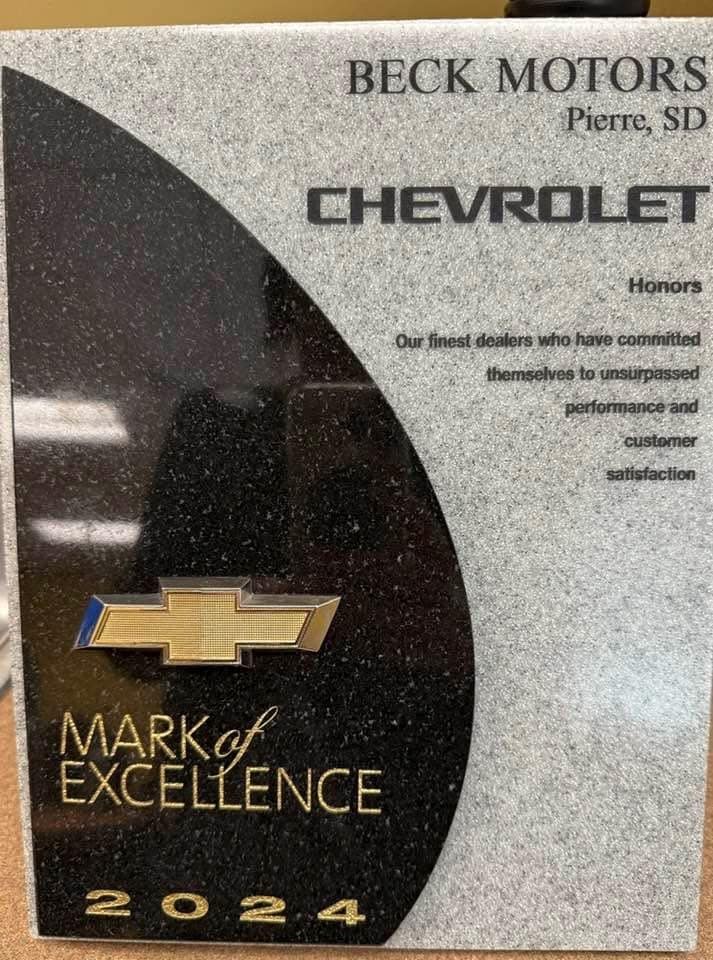 BECK MOTORS
Pierre, SD
CHEVROLET
Honors
Our finest dealers who have committed
themselves to unsurpassed
performance and
customer
satisfaction
MARK of
EXCELLENCE
2024